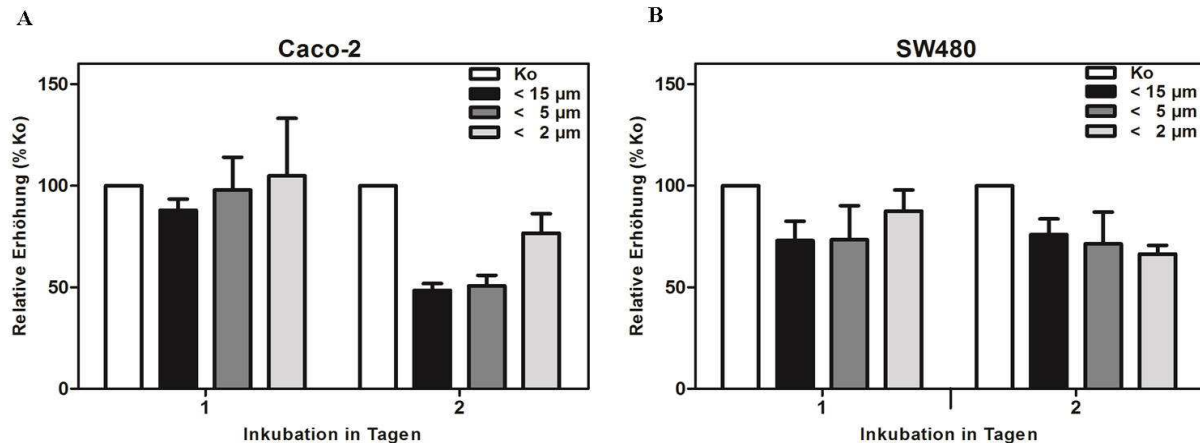 A
Caco-2
Relative Erhöhung (% Ko)
150
100
50
0
Ko
< 15 µm
< 5 µm
< 2 µm
1
2
Inkubation in Tagen
B
SW480
Relative Erhöhung (% Ko)
150
100
50
0
Ko
< 15 µm
< 5 µm
< 2 µm
1
2
Inkubation in Tagen